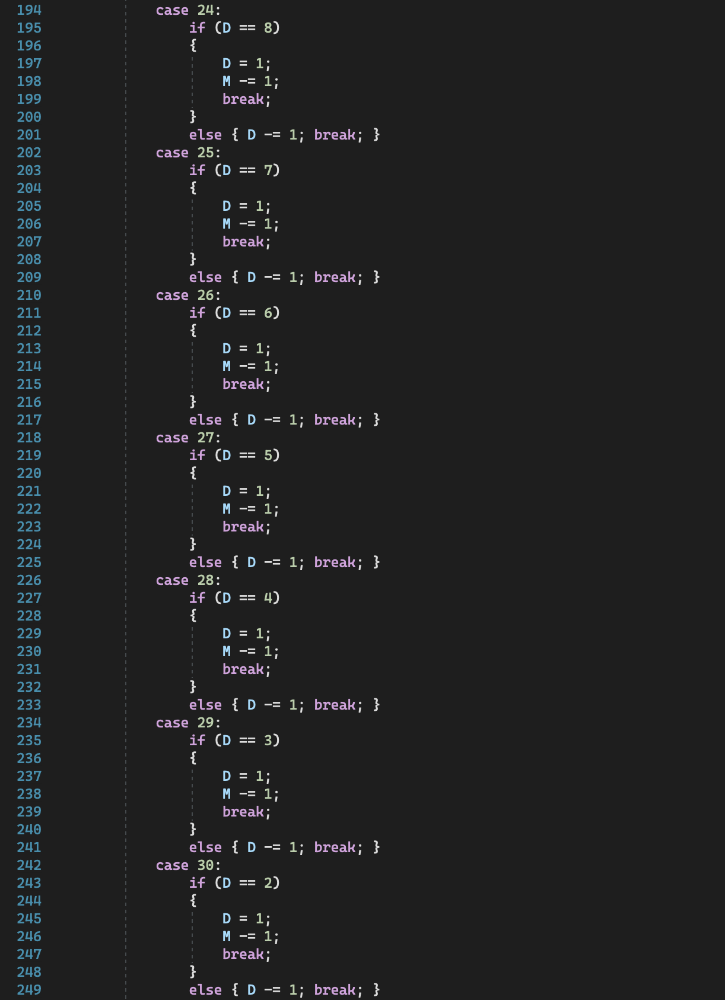 194 case 24:
195 if (D == 8)
196 {
197 D = 1;
198 M -= 1;
199 break;
200 }
201 else { D -= 1; break; }
202 case 25:
203 if (D == 7)
204 {
205 D = 1;
206 M -= 1;
207 break;
208 }
209 else { D -= 1; break; }
210 case 26:
211 if (D == 6)
212 {
213 D = 1;
214 M -= 1;
215 break;
216 }
217 else { D -= 1; break; }
218 case 27:
219 if (D == 5)
220 {
221 D = 1;
222 M -= 1;
223 break;
224 }
225 else { D -= 1; break; }
226 case 28:
227 if (D == 4)
228 {
229 D = 1;
230 M -= 1;
231 break;
232 }
233 else { D -= 1; break; }
234 case 29:
235 if (D == 3)
236 {
237 D = 1;
238 M -= 1;
239 break;
240 }
241 else { D -= 1; break; }
242 case 30:
243 if (D == 2)
244 {
245 D = 1;
246 M -= 1;
247 break;
248 }
249 else { D -= 1; break; }